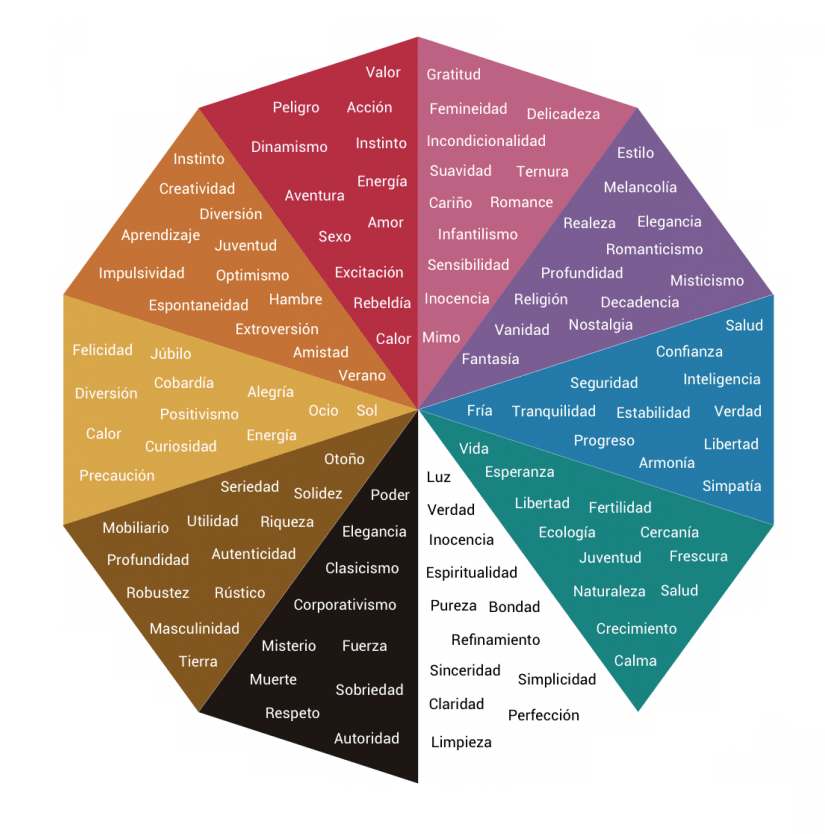 Valor
Peligro
Acción
Dinamismo
Instinto
Energía
Aventura
Amor
Sexo
Excitación
Rebeldía
Calor
Gratitud
Femineidad
Delicadeza
Incondicionalidad
Suavidad
Ternura
Cariño
Romance
Infantilismo
Sensibilidad
Inocencia
Mimo
Estilo
Melancolía
Realeza
Elegancia
Romanticismo
Profundidad
Misticismo
Religión
Decadencia
Vanidad
Nostalgia
Fantasía
Salud
Confianza
Seguridad
Inteligencia
Fría
Tranquilidad
Estabilidad
Verdad
Progreso
Libertad
Armonía
Simpatía
Vida
Esperanza
Libertad
Fertilidad
Ecología
Cercanía
Juventud
Frescura
Naturaleza
Salud
Crecimiento
Calma
Luz
Verdad
Inocencia
Espiritualidad
Pureza
Bondad
Refinamiento
Sinceridad
Simplicidad
Claridad
Perfección
Limpieza
Poder
Elegancia
Clasicismo
Corporativismo
Misterio
Fuerza
Muerte
Sobriedad
Respeto
Autoridad
Otoño
Seriedad
Solidez
Mobiliario
Utilidad
Riqueza
Profundidad
Autenticidad
Robustez
Rústico
Masculinidad
Tierra
Felicidad
Júbilo
Cobardía
Diversión
Alegría
Positivismo
Ocio
Sol
Calor
Energía
Curiosidad
Precaución
Instinto
Creatividad
Diversión
Aprendizaje
Juventud
Impulsividad
Optimismo
Espontaneidad
Hambre
Extroversión
Amistad
Verano